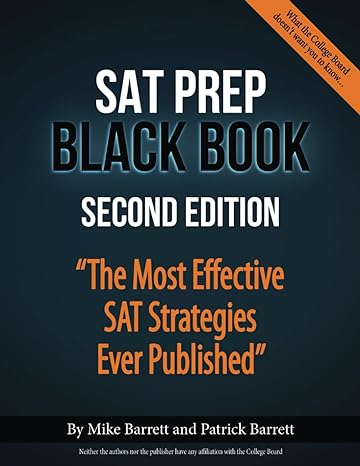 What the College Board
doesn't want you to know...
SAT PREP
BLACK BOOK
SECOND EDITION
“The Most Effective
SAT Strategies
Ever Published”
By Mike Barrett and Patrick Barrett
Neither the authors nor the publisher have any affiliation with the College Board